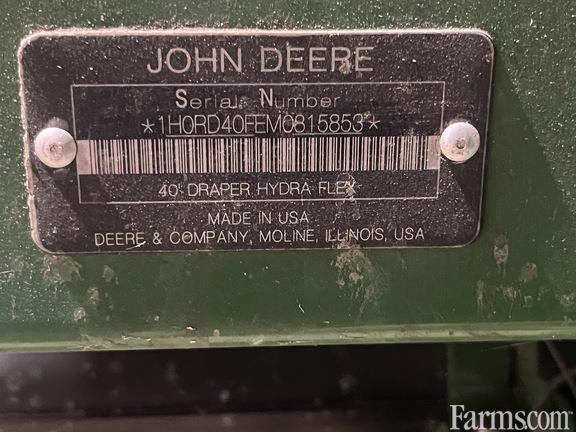 JOHN DEERE
Serial Number
*1H0RD40FEM0815853*
40' DRAPER HYDRA FLEX
MADE IN USA
DEERE & COMPANY, MOLINE, ILLINOIS, USA
Farms.com